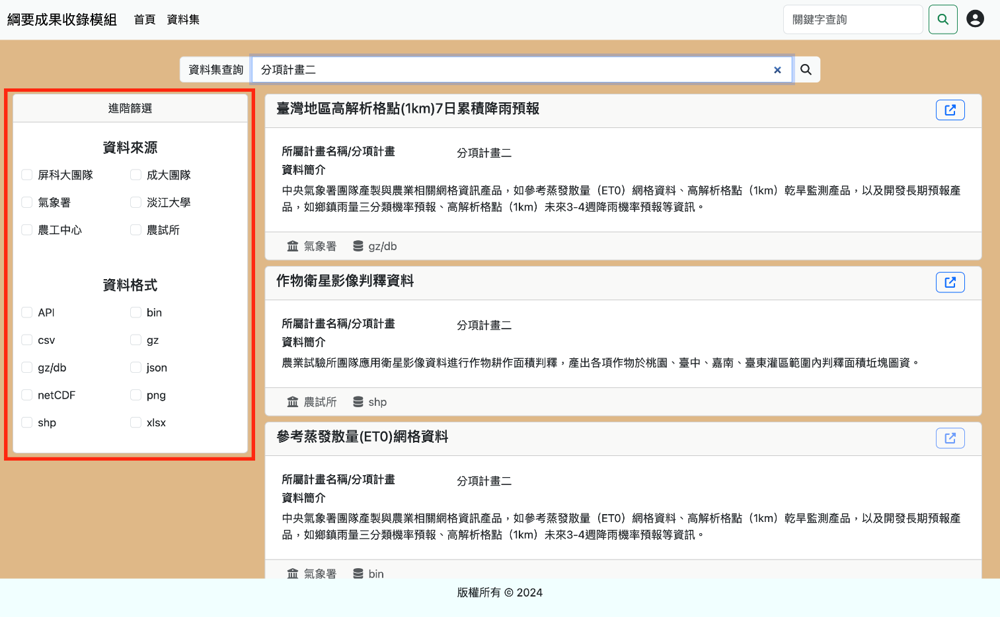 綱要成果收錄模組 首頁 資料集 關鍵字查詢
資料集查詢 分項計畫二
進階篩選
資料來源
屏科大團隊 成大團隊
氣象署 淡江大學
農工中心 農試所
資料格式
API bin
csv gz
gz/db json
netCDF png
shp xlsx
臺灣地區高解析格點(1km)7日累積降雨預報
所屬計畫名稱/分項計畫 分項計畫二
資料簡介
中央氣象署團隊產製與農業相關網格資訊產品，如參考蒸發散量（ET0）網格資料、高解析格點（1km）乾旱監測產品，以及開發長期預報產
品，如鄉鎮雨量三分類機率預報、高解析格點（1km）未來3-4週降雨機率預報等資訊。
氣象署 gz/db
作物衛星影像判釋資料
所屬計畫名稱/分項計畫 分項計畫二
資料簡介
農業試驗所團隊應用衛星影像資料進行作物耕作面積判釋，產出各項作物於桃園、臺中、嘉南、臺東灌區範圍內判釋面積坵塊圖資。
農試所 shp
參考蒸發散量(ET0)網格資料
所屬計畫名稱/分項計畫 分項計畫二
資料簡介
中央氣象署團隊產製與農業相關網格資訊產品，如參考蒸發散量（ET0）網格資料、高解析格點（1km）乾旱監測產品，以及開發長期預報產
品，如鄉鎮雨量三分類機率預報、高解析格點（1km）未來3-4週降雨機率預報等資訊。
氣象署 bin
版權所有 © 2024